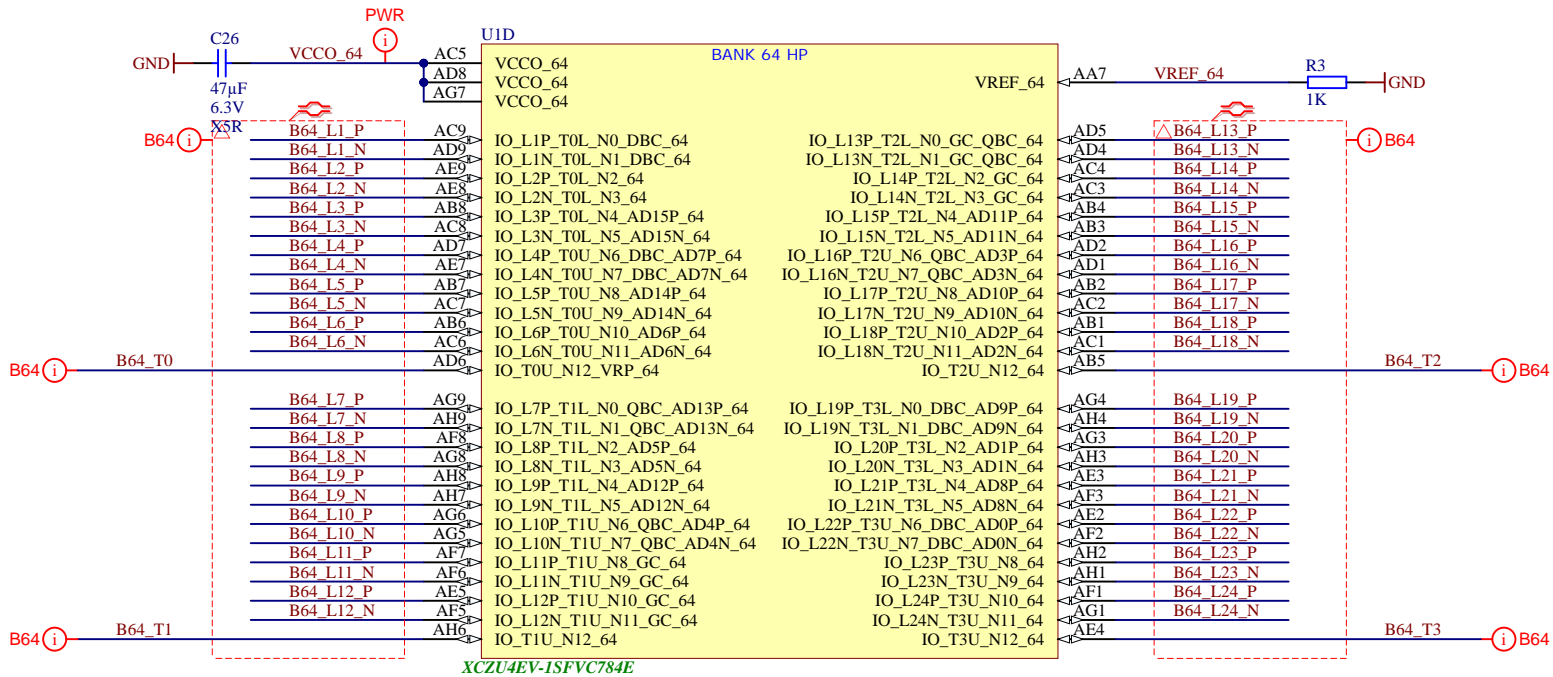 PWR
U1D
C26
GND
VCCO_64
47µF
6.3V
X5R
BANK 64 HP
AC5 VCCO_64
AD8 VCCO_64
AG7 VCCO_64
VREF_64 AA7 VREF_64
R3
1K
GND
B64
B64
B64_L1_P AC9 IO_L1P_T0L_N0_DBC_64 IO_L13P_T2L_N0_GC_QBC_64 AD5 B64_L13_P
B64_L1_N AD9 IO_L1N_T0L_N1_DBC_64 IO_L13N_T2L_N1_GC_QBC_64 AD4 B64_L13_N
B64_L2_P AE9 IO_L2P_T0L_N2_64 IO_L14P_T2L_N2_GC_64 AC4 B64_L14_P
B64_L2_N AE8 IO_L2N_T0L_N3_64 IO_L14N_T2L_N3_GC_64 AC3 B64_L14_N
B64_L3_P AB8 IO_L3P_T0L_N4_AD15P_64 IO_L15P_T2L_N4_AD11P_64 AB4 B64_L15_P
B64_L3_N AC8 IO_L3N_T0L_N5_AD15N_64 IO_L15N_T2L_N5_AD11N_64 AB3 B64_L15_N
B64_L4_P AD7 IO_L4P_T0U_N6_DBC_AD7P_64 IO_L16P_T2U_N6_QBC_AD3P_64 AD2 B64_L16_P
B64_L4_N AE7 IO_L4N_T0U_N7_DBC_AD7N_64 IO_L16N_T2U_N7_QBC_AD3N_64 AD1 B64_L16_N
B64_L5_P AB7 IO_L5P_T0U_N8_AD14P_64 IO_L17P_T2U_N8_AD10P_64 AB2 B64_L17_P
B64_L5_N AC7 IO_L5N_T0U_N9_AD14N_64 IO_L17N_T2U_N9_AD10N_64 AC2 B64_L17_N
B64_L6_P AB6 IO_L6P_T0U_N10_AD6P_64 IO_L18P_T2U_N10_AD2P_64 AB1 B64_L18_P
B64_L6_N AC6 IO_L6N_T0U_N11_AD6N_64 IO_L18N_T2U_N11_AD2N_64 AC1 B64_L18_N
B64 B64_T0 AD6 IO_T0U_N12_VRP_64 IO_T2U_N12_64 AB5 B64_T2 B64
B64_L7_P AG9 IO_L7P_T1L_N0_QBC_AD13P_64 IO_L19P_T3L_N0_DBC_AD9P_64 AG4 B64_L19_P
B64_L7_N AH9 IO_L7N_T1L_N1_QBC_AD13N_64 IO_L19N_T3L_N1_DBC_AD9N_64 AH4 B64_L19_N
B64_L8_P AF8 IO_L8P_T1L_N2_AD5P_64 IO_L20P_T3L_N2_AD1P_64 AG3 B64_L20_P
B64_L8_N AG8 IO_L8N_T1L_N3_AD5N_64 IO_L20N_T3L_N3_AD1N_64 AH3 B64_L20_N
B64_L9_P AH8 IO_L9P_T1L_N4_AD12P_64 IO_L21P_T3L_N4_AD8P_64 AE3 B64_L21_P
B64_L9_N AH7 IO_L9N_T1L_N5_AD12N_64 IO_L21N_T3L_N5_AD8N_64 AF3 B64_L21_N
B64_L10_P AG6 IO_L10P_T1U_N6_QBC_AD4P_64 IO_L22P_T3U_N6_DBC_AD0P_64 AE2 B64_L22_P
B64_L10_N AG5 IO_L10N_T1U_N7_QBC_AD4N_64 IO_L22N_T3U_N7_DBC_AD0N_64 AF2 B64_L22_N
B64_L11_P AF7 IO_L11P_T1U_N8_GC_64 IO_L23P_T3U_N8_64 AH2 B64_L23_P
B64_L11_N AF6 IO_L11N_T1U_N9_GC_64 IO_L23N_T3U_N9_64 AH1 B64_L23_N
B64_L12_P AE5 IO_L12P_T1U_N10_GC_64 IO_L24P_T3U_N10_64 AF1 B64_L24_P
B64_L12_N AF5 IO_L12N_T1U_N11_GC_64 IO_L24N_T3U_N11_64 AG1 B64_L24_N
B64 B64_T1 AH6 IO_T1U_N12_64 IO_T3U_N12_64 AE4 B64_T3 B64
XCZU4EV-1SFVC784E